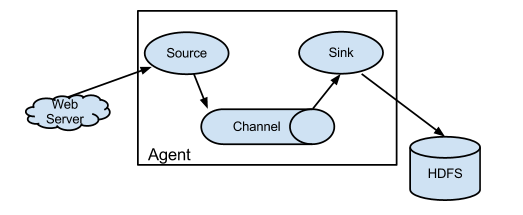 Source
Sink
Web
Server
Channel
Agent
HDFS